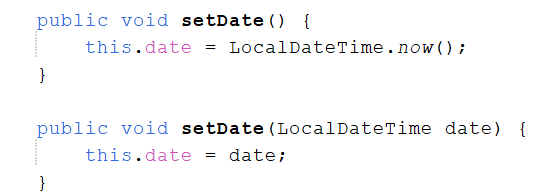 public void setDate() {
    this.date = LocalDateTime.now();
}

public void setDate(LocalDateTime date) {
    this.date = date;
}